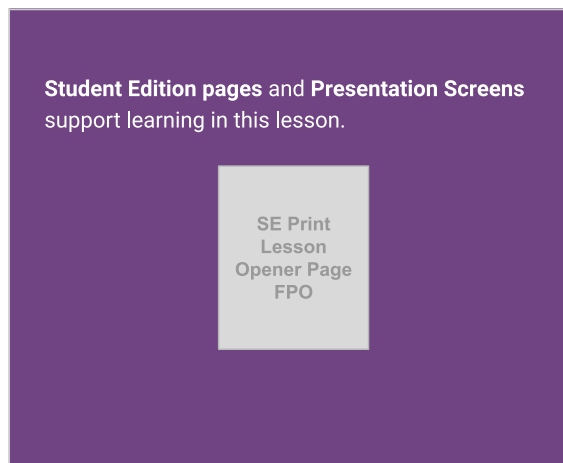 Student Edition pages and Presentation Screens
support learning in this lesson.
SE Print
Lesson
Opener Page
FPO